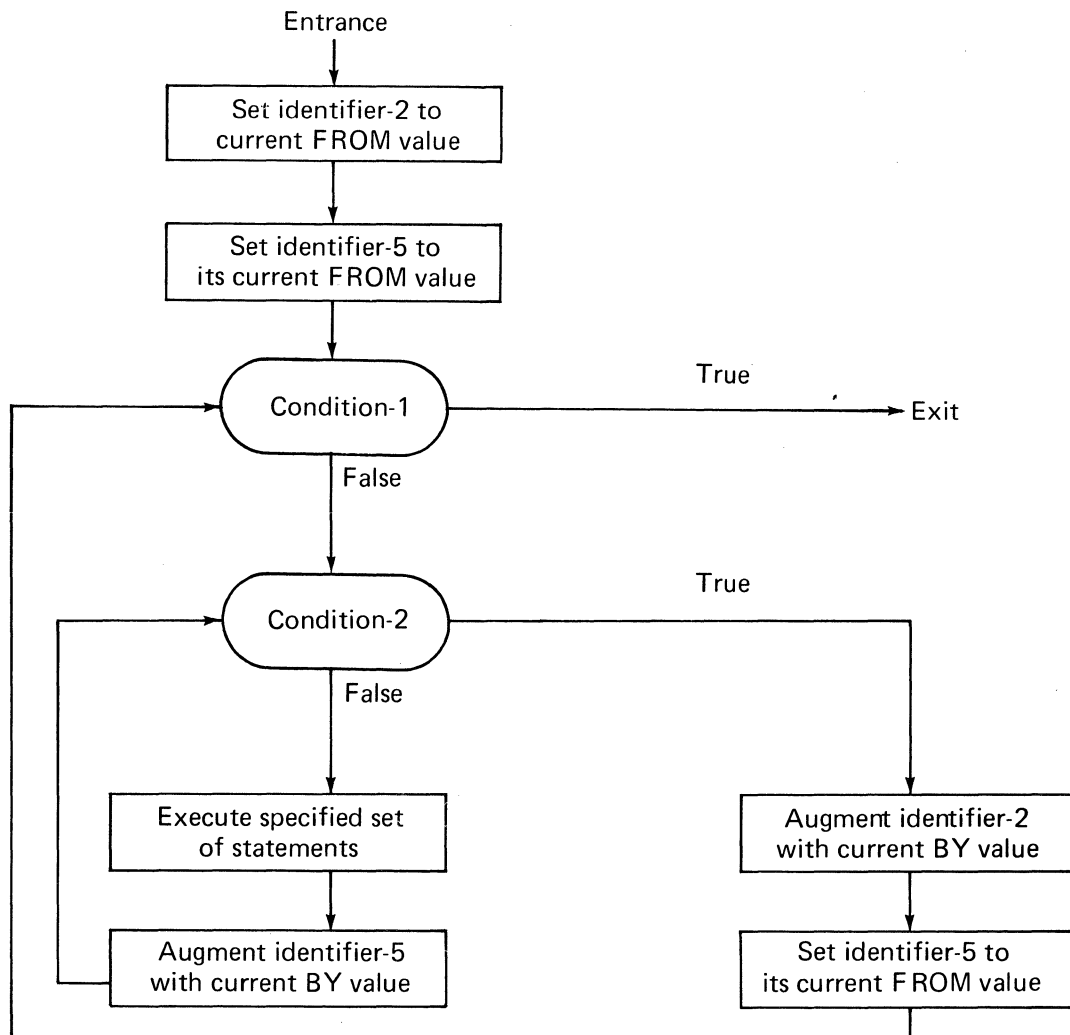 Entrance
Set identifier-2 to
current FROM value
Set identifier-5 to
its current FROM value
Condition-1
True
Exit
False
Condition-2
True
False
Execute specified set
of statements
Augment identifier-5
with current BY value
Augment identifier-2
with current BY value
Set identifier-5 to
its current FROM value